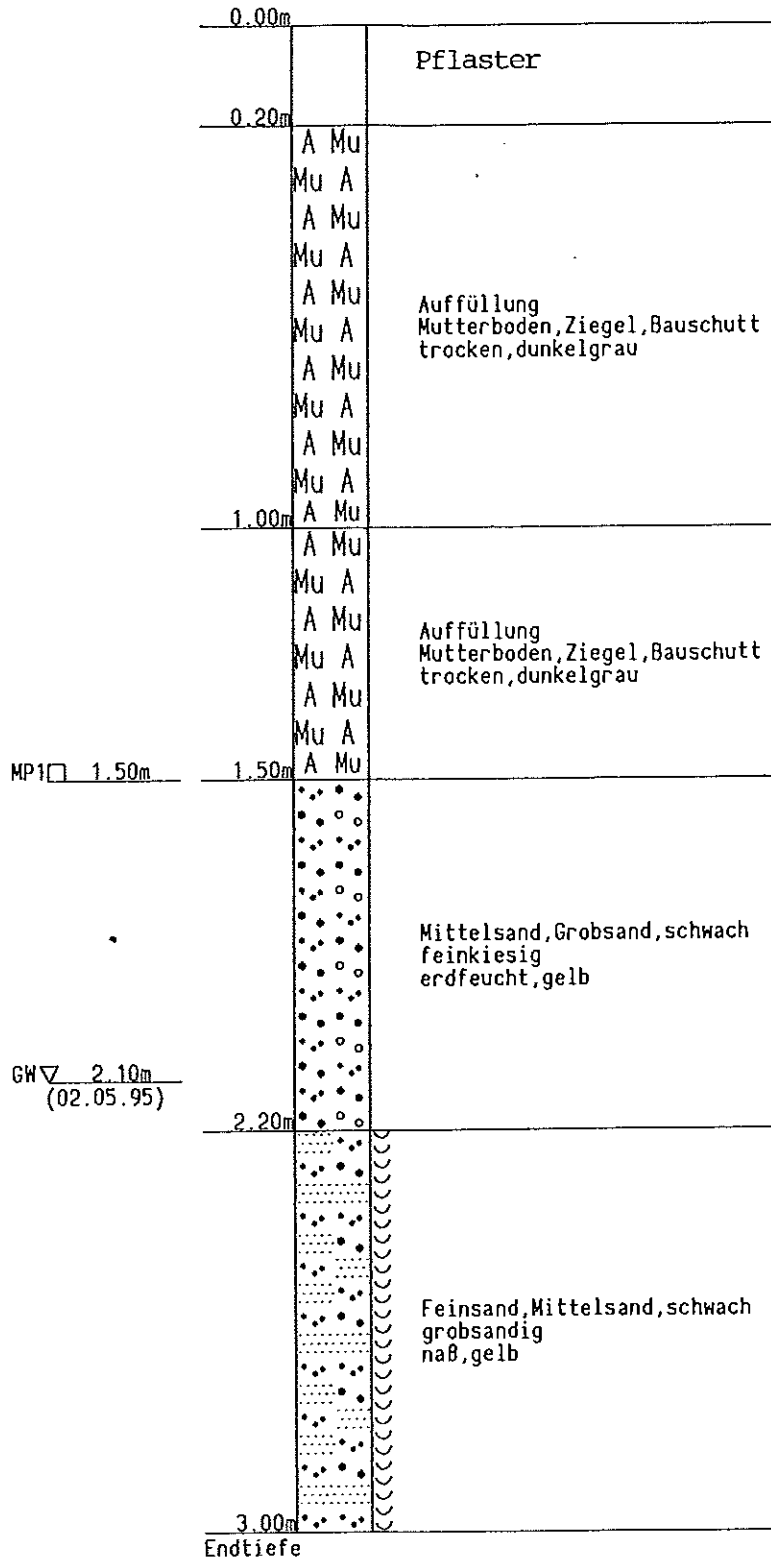 0.00m
Pflaster
0.20m
A Mu
Mu A
A Mu
Mu A
A Mu
Mu A
A Mu
Mu A
A Mu
Mu A
A Mu
Auffüllung
Mutterboden,Ziegel,Bauschutt
trocken,dunkelgrau
1.00m
A Mu
Mu A
A Mu
Mu A
A Mu
Mu A
A Mu
Auffüllung
Mutterboden,Ziegel,Bauschutt
trocken,dunkelgrau
MP1 1.50m
1.50m
Mittelsand,Grobsand,schwach
feinkiesig
erdfeucht,gelb
GW 2.10m
(02.05.95)
2.20m
Feinsand,Mittelsand,schwach
grobsandig
naß,gelb
3.00m
Endtiefe